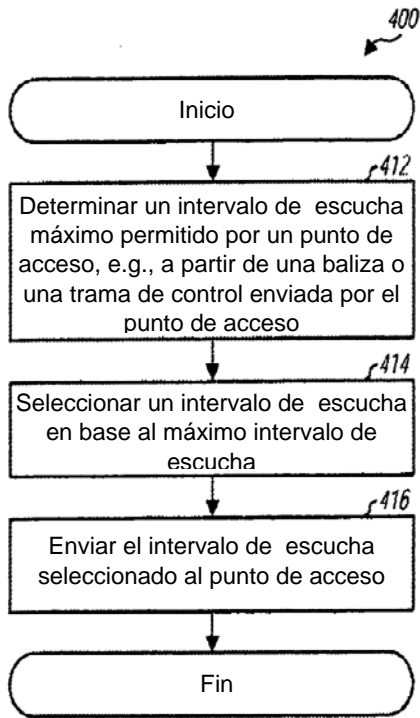 400
Inicio
412
Determinar un intervalo de escucha
máximo permitido por un punto de
acceso, e.g., a partir de una baliza o
una trama de control enviada por el
punto de acceso
414
Seleccionar un intervalo de escucha
en base al máximo intervalo de
escucha
416
Enviar el intervalo de escucha
seleccionado al punto de acceso
Fin